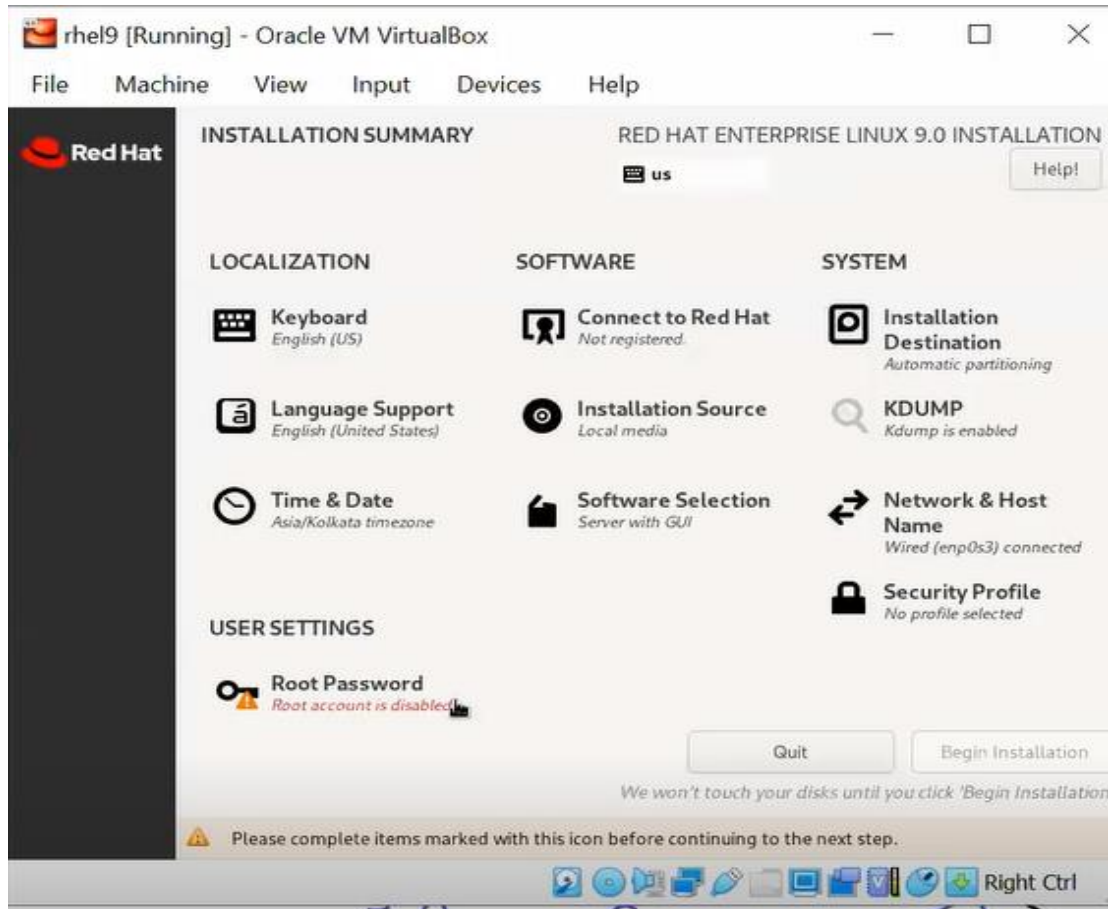 rhel9 [Running] - Oracle VM VirtualBox
File Machine View Input Devices Help
Red Hat
INSTALLATION SUMMARY
RED HAT ENTERPRISE LINUX 9.0 INSTALLATION
us
Help!
LOCALIZATION
Keyboard
English (US)
Language Support
English (United States)
Time & Date
Asia/Kolkata timezone
SOFTWARE
Connect to Red Hat
Not registered.
Installation Source
Local media
Software Selection
Server with GUI
SYSTEM
Installation
Destination
Automatic partitioning
KDUMP
Kdump is enabled
Network & Host
Name
Wired (enp0s3) connected
Security Profile
No profile selected
USER SETTINGS
Root Password
Root account is disabled
Quit
Begin Installation
We won't touch your disks until you click 'Begin Installation
Please complete items marked with this icon before continuing to the next step.
Right Ctrl